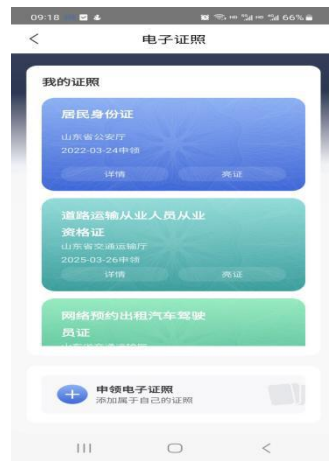 09:18
66%
电子证照
我的证照
居民身份证
山东省公安厅
2022-03-24申领
详情
亮证
道路运输从业人员从业
资格证
山东省交通运输厅
2025-03-26申领
详情
亮证
网络预约出租汽车驾驶
员证
申领电子证照
添加属于自己的证照